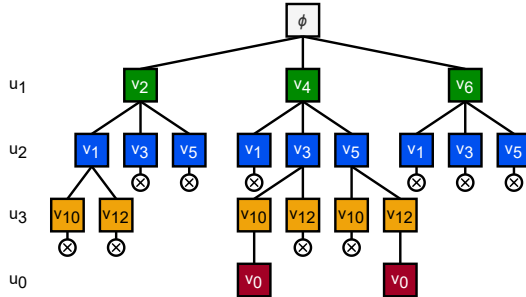 ϕ
u₁ v₂ v₄ v₆
u₂ v₁ v₃ v₅ v₁ v₃ v₅ v₁ v₃ v₅
u₃ v₁₀ v₁₂ v₁₀ v₁₂ v₁₀ v₁₂
u₀ v₀ v₀